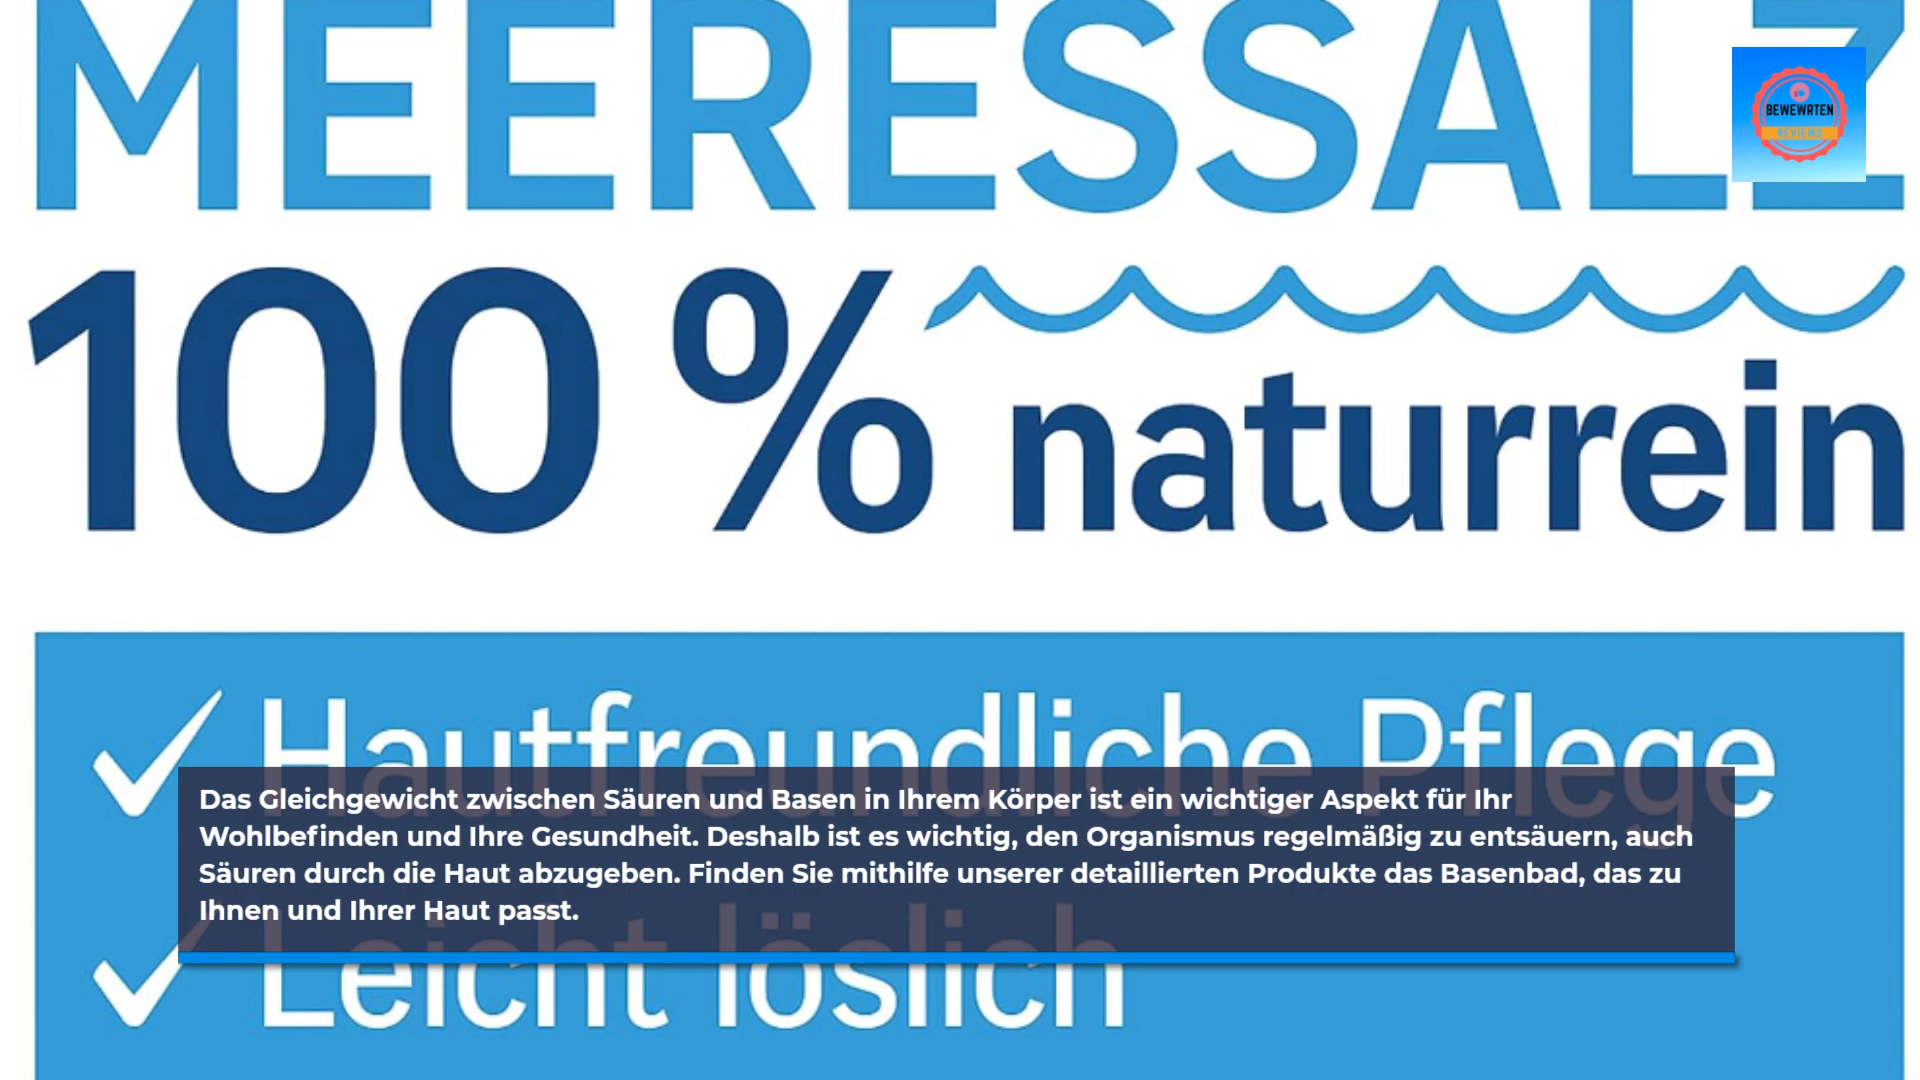 MEERESSALZ
BEWEWRTEN
REVIEWS
100 % naturrein
Hautfreundliche Pflege
Das Gleichgewicht zwischen Säuren und Basen in Ihrem Körper ist ein wichtiger Aspekt für Ihr
Wohlbefinden und Ihre Gesundheit. Deshalb ist es wichtig, den Organismus regelmäßig zu entsäuern, auch
Säuren durch die Haut abzugeben. Finden Sie mithilfe unserer detaillierten Produkte das Basenbad, das zu
Ihnen und Ihrer Haut passt.
Leicht löslich